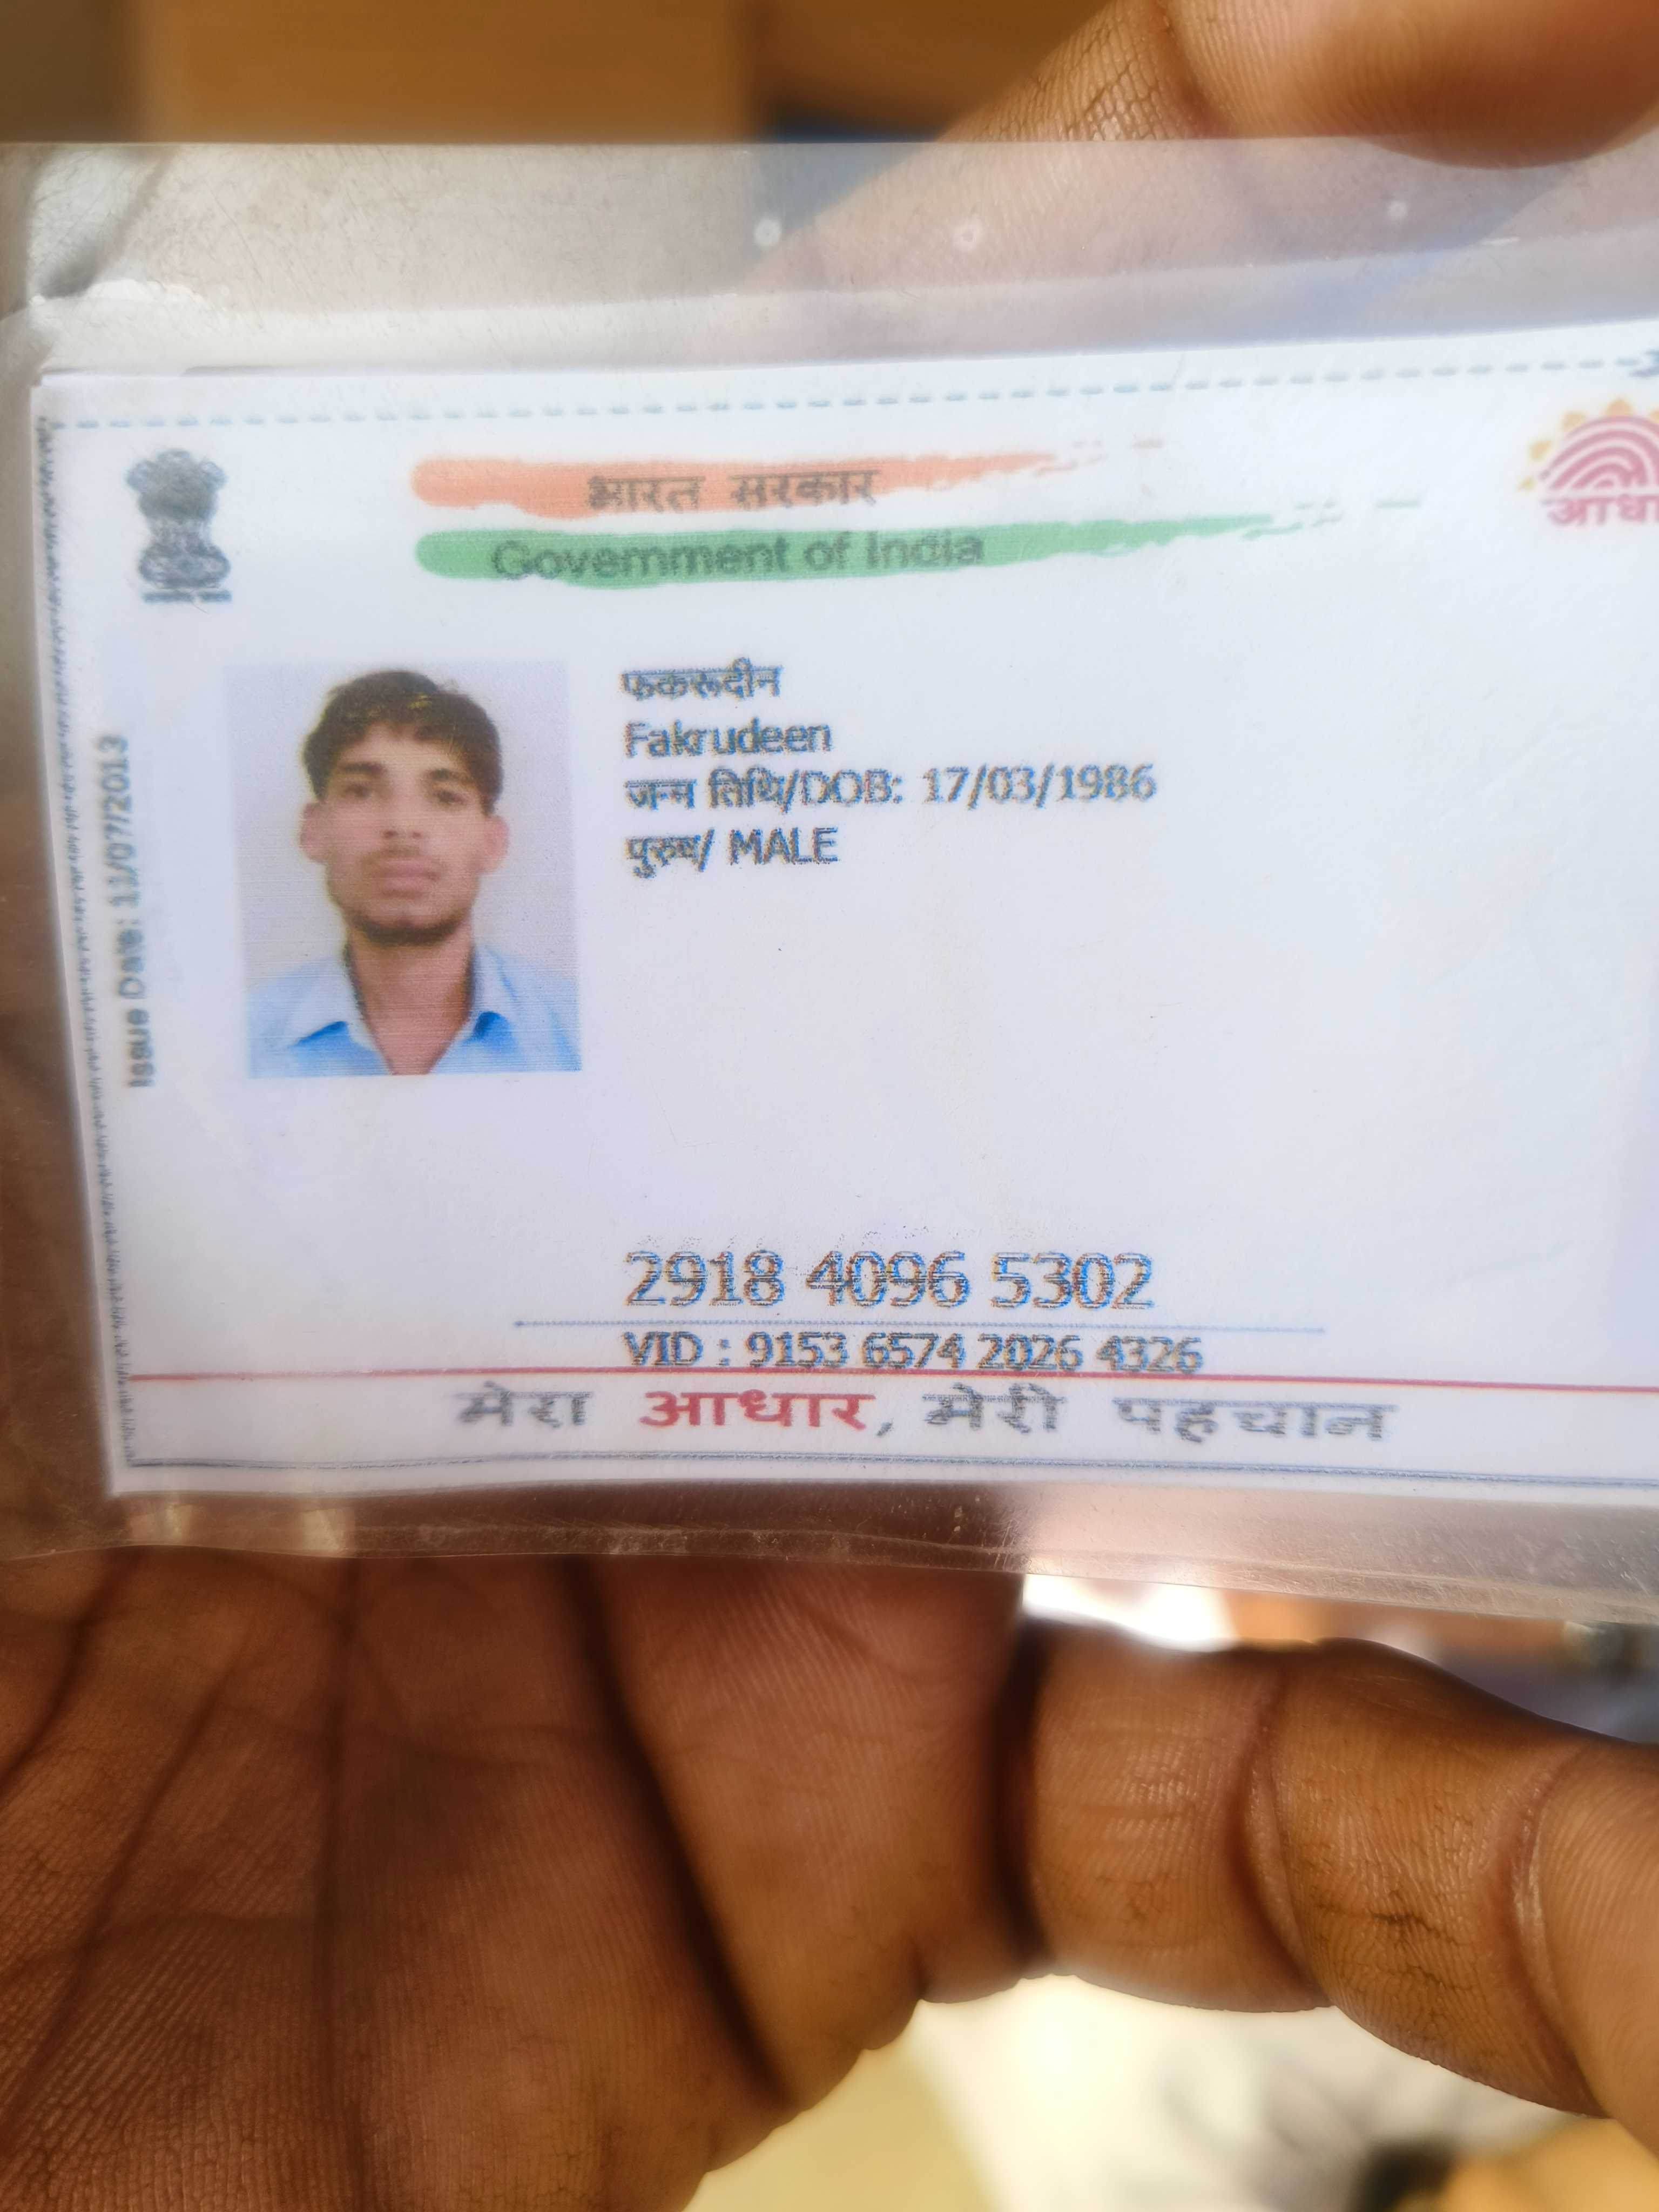 भारत सरकार
Government of India
आधा
Issue Date: 11/07/2013
फकरूदीन
Fakrudeen
जन्म तिथि/DOB: 17/03/1986
पुरुष/ MALE
2918 4096 5302
VID : 9153 6574 2026 4326
मेरा आधार, मेरी पहचान